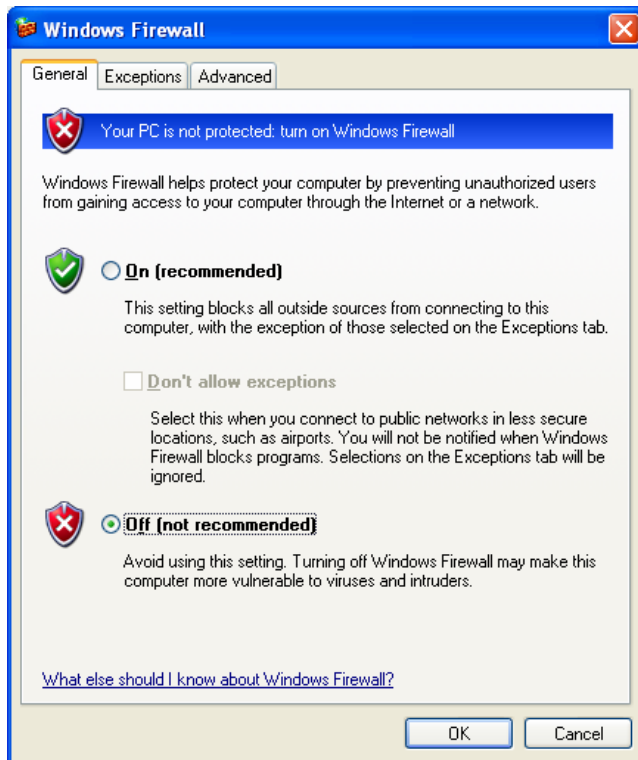 Windows Firewall
General Exceptions Advanced
Your PC is not protected: turn on Windows Firewall
Windows Firewall helps protect your computer by preventing unauthorized users
from gaining access to your computer through the Internet or a network.
On (recommended)
This setting blocks all outside sources from connecting to this
computer, with the exception of those selected on the Exceptions tab.
Don't allow exceptions
Select this when you connect to public networks in less secure
locations, such as airports. You will not be notified when Windows
Firewall blocks programs. Selections on the Exceptions tab will be
ignored.
Off (not recommended)
Avoid using this setting. Turning off Windows Firewall may make this
computer more vulnerable to viruses and intruders.
What else should I know about Windows Firewall?
OK Cancel